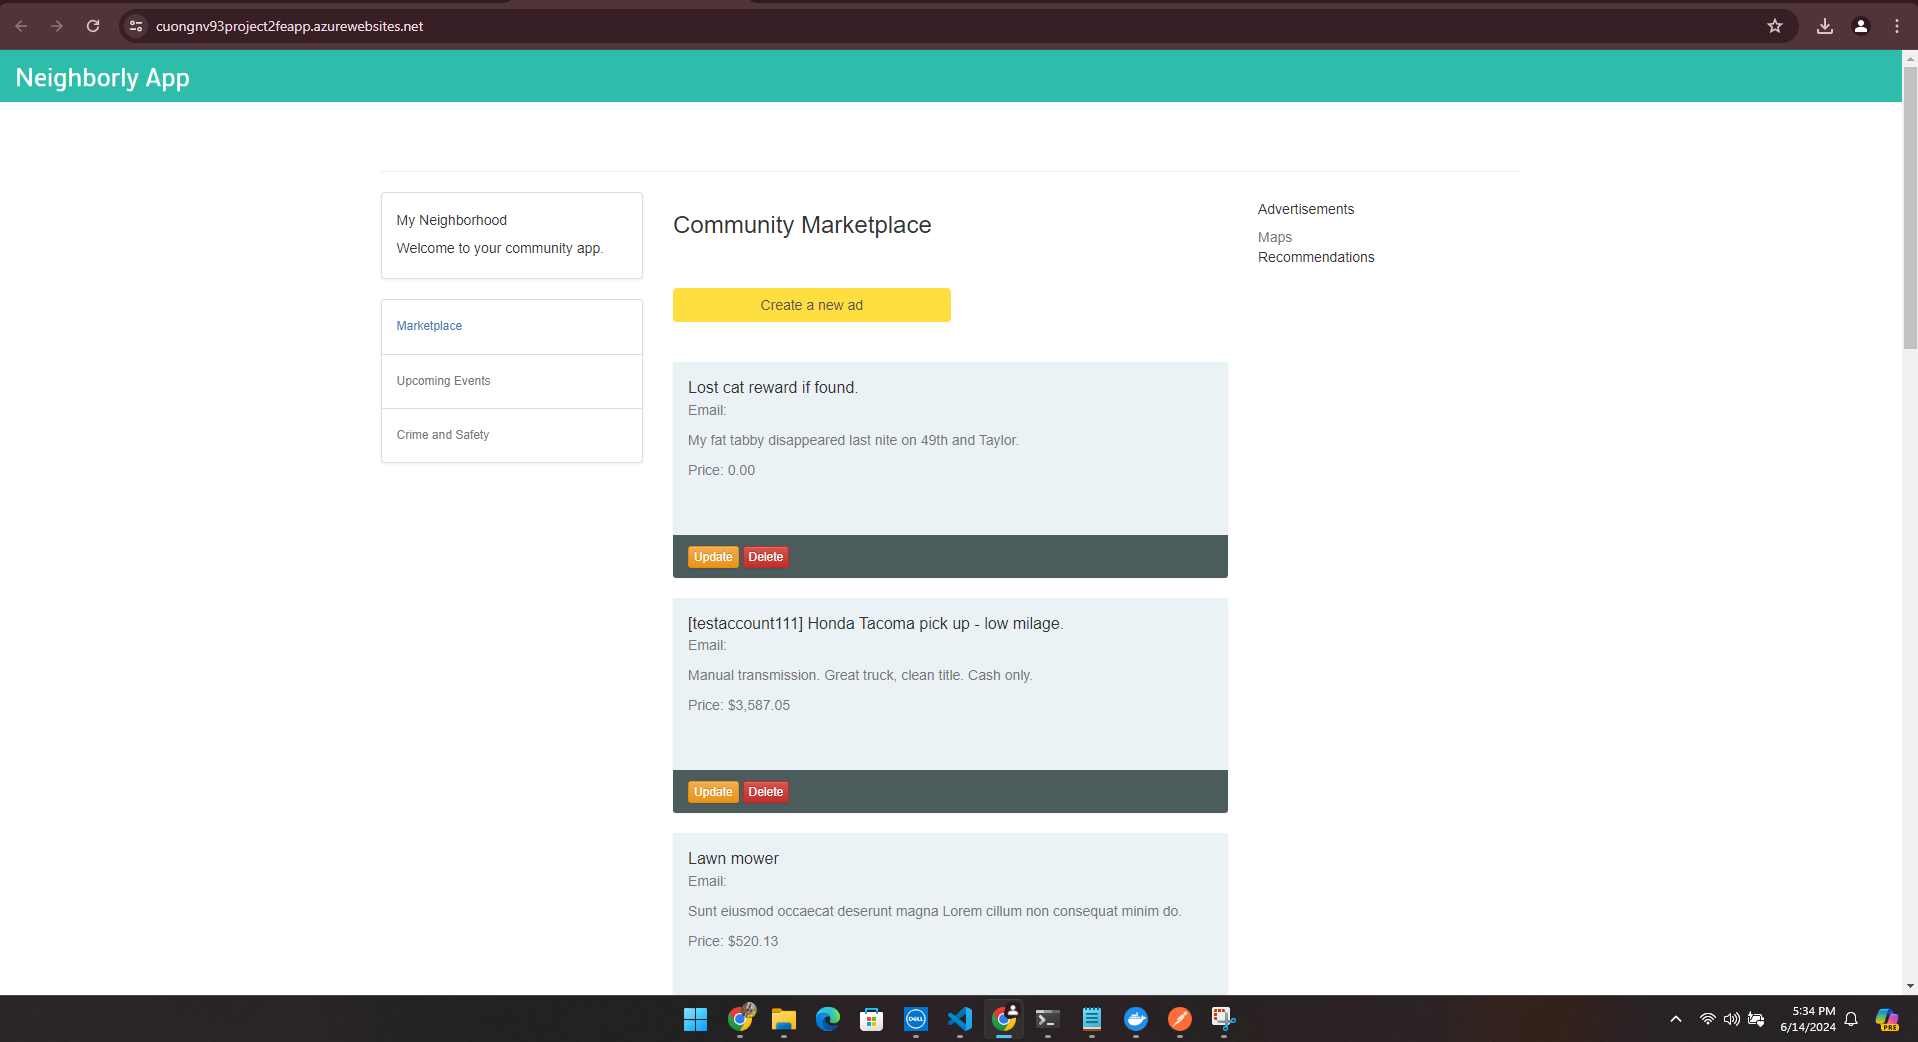 cuongnv93project2feapp.azurewebsites.net
Neighborly App
My Neighborhood
Welcome to your community app.
Marketplace
Upcoming Events
Crime and Safety
Community Marketplace
Create a new ad
Lost cat reward if found.
Email:
My fat tabby disappeared last nite on 49th and Taylor.
Price: 0.00
Update Delete
[testaccount111] Honda Tacoma pick up - low milage.
Email:
Manual transmission. Great truck, clean title. Cash only.
Price: $3,587.05
Update Delete
Lawn mower
Email:
Sunt eiusmod occaecat deserunt magna Lorem cillum non consequat minim do.
Price: $520.13
Advertisements
Maps
Recommendations
DELL
5:34 PM
6/14/2024
PRE